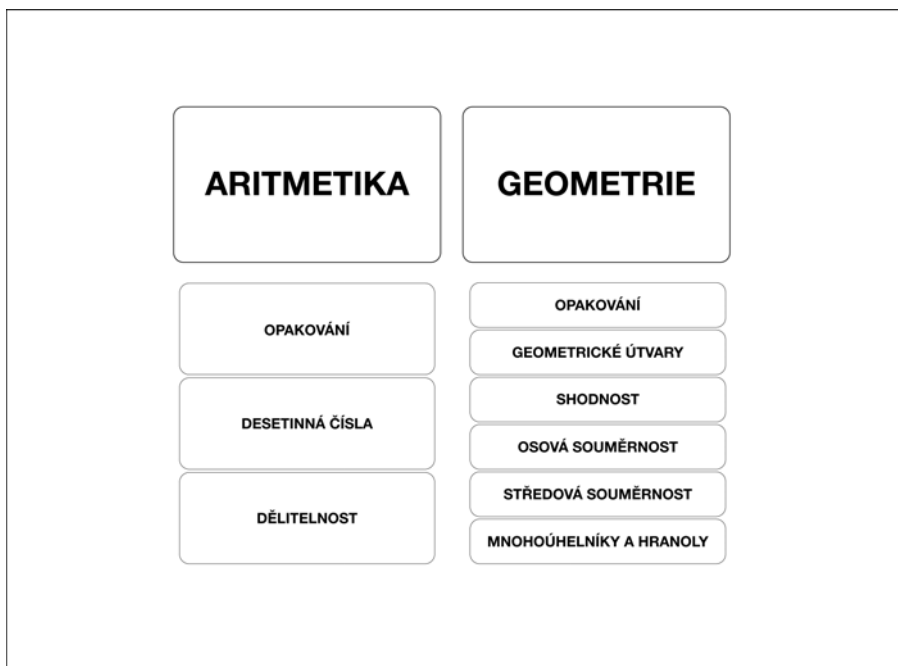 ARITMETIKA
OPAKOVÁNÍ
DESETINNÁ ČÍSLA
DĚLITELNOST
GEOMETRIE
OPAKOVÁNÍ
GEOMETRICKÉ ÚTVARY
SHODNOST
OSOVÁ SOUMĚRNOST
STŘEDOVÁ SOUMĚRNOST
MNOHOÚHELNÍKY A HRANOLY